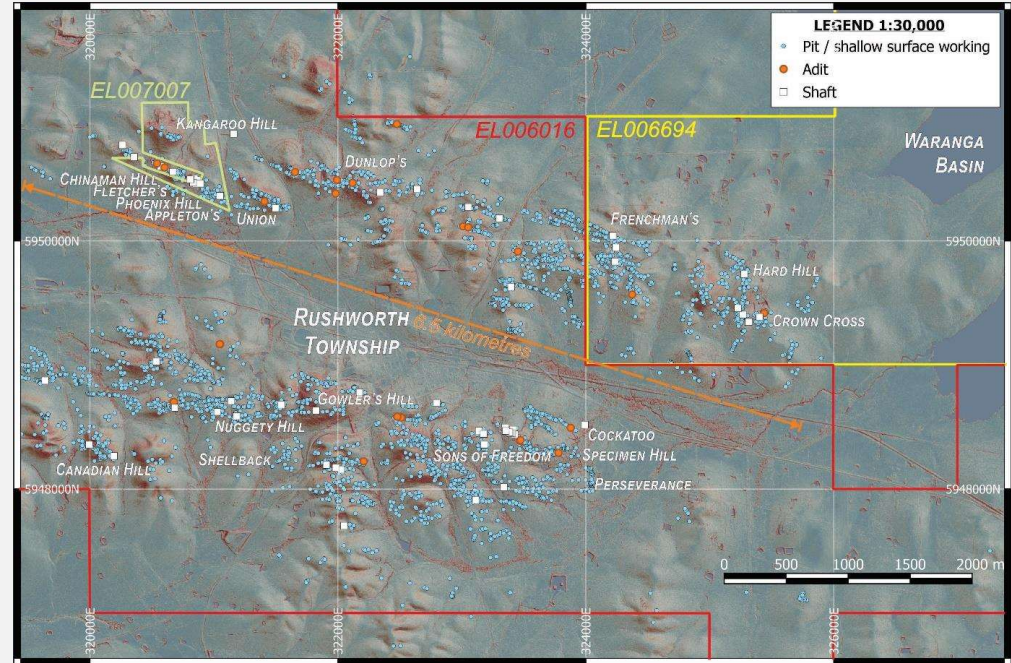 320000E
322000E
324000E
LEGEND 1:30,000
Pit / shallow surface working
Adit
Shaft
EL007007
KANGAROO HILL
EL006016
EL006694
WARANGA
BASIN
DUNLOP'S
CHINAMAN HILL
FLETCHER'S
PHOENIX HILL
APPLETON'S
UNION
FRENCHMAN'S
5950000N
5950000N
HARD HILL
CROWN CROSS
RUSHWORTH
TOWNSHIP
6.5 kilometres
GOWLER'S HILL
NUGGETY HILL
COCKATOO
CANADIAN HILL
SHELLBACK
SONS OF FREEDOM
SPECIMEN HILL
PERSEVERANCE
5948000N
5948000N
0 500 1000 1500 2000 m
320000E
322000E
324000E
326000E